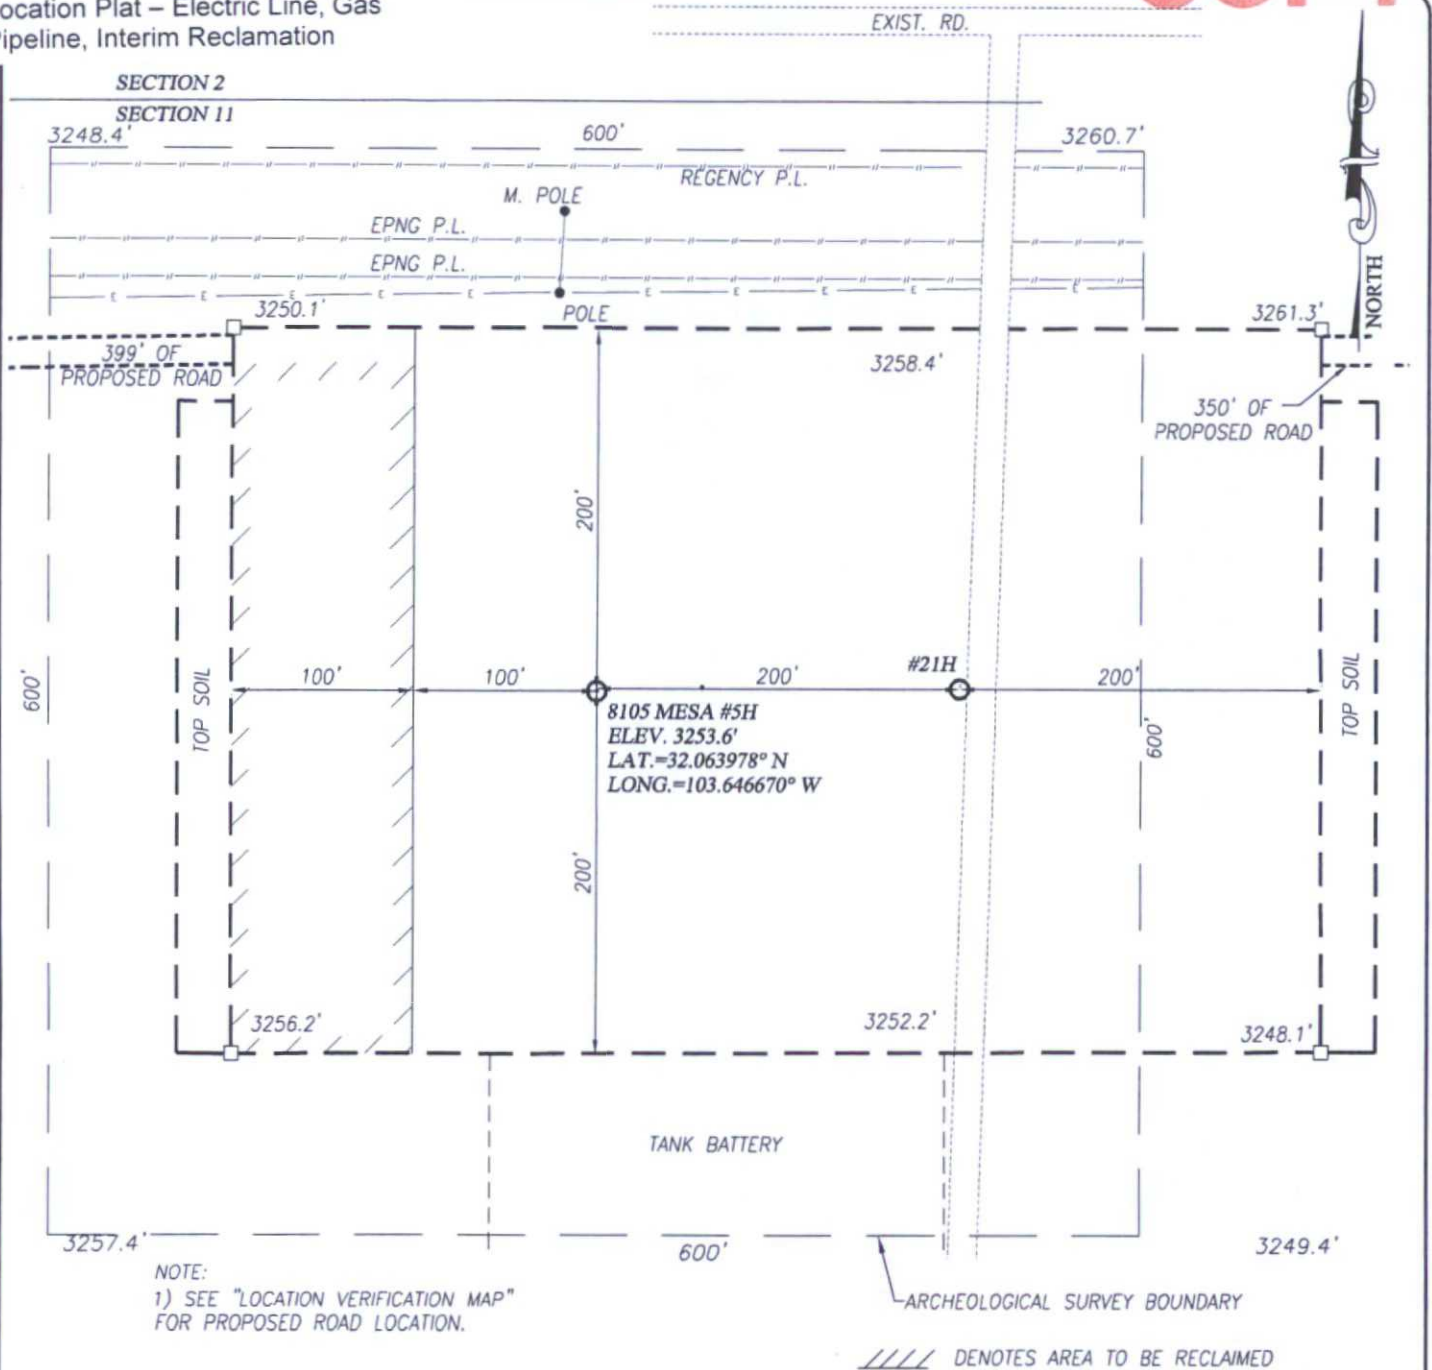 ocation Plat – Electric Line, Gas
ipeline, Interim Reclamation
EXIST. RD.
SECTION 2
SECTION 11
3248.4'
600'
3260.7'
REGENCY P.L.
M. POLE
EPNG P.L.
EPNG P.L.
E E E E E E E E E E
POLE
3250.1'
3261.3'
NORTH
399' OF
PROPOSED ROAD
3258.4'
350' OF
PROPOSED ROAD
200'
600'
TOP SOIL
100'
100'
200'
#21H
200'
600'
TOP SOIL
8105 MESA #5H
ELEV. 3253.6'
LAT.=32.063978° N
LONG.=103.646670° W
200'
3256.2'
3252.2'
3248.1'
TANK BATTERY
3257.4'
600'
3249.4'
NOTE:
1) SEE "LOCATION VERIFICATION MAP"
FOR PROPOSED ROAD LOCATION.
ARCHEOLOGICAL SURVEY BOUNDARY
DENOTES AREA TO BE RECLAIMED